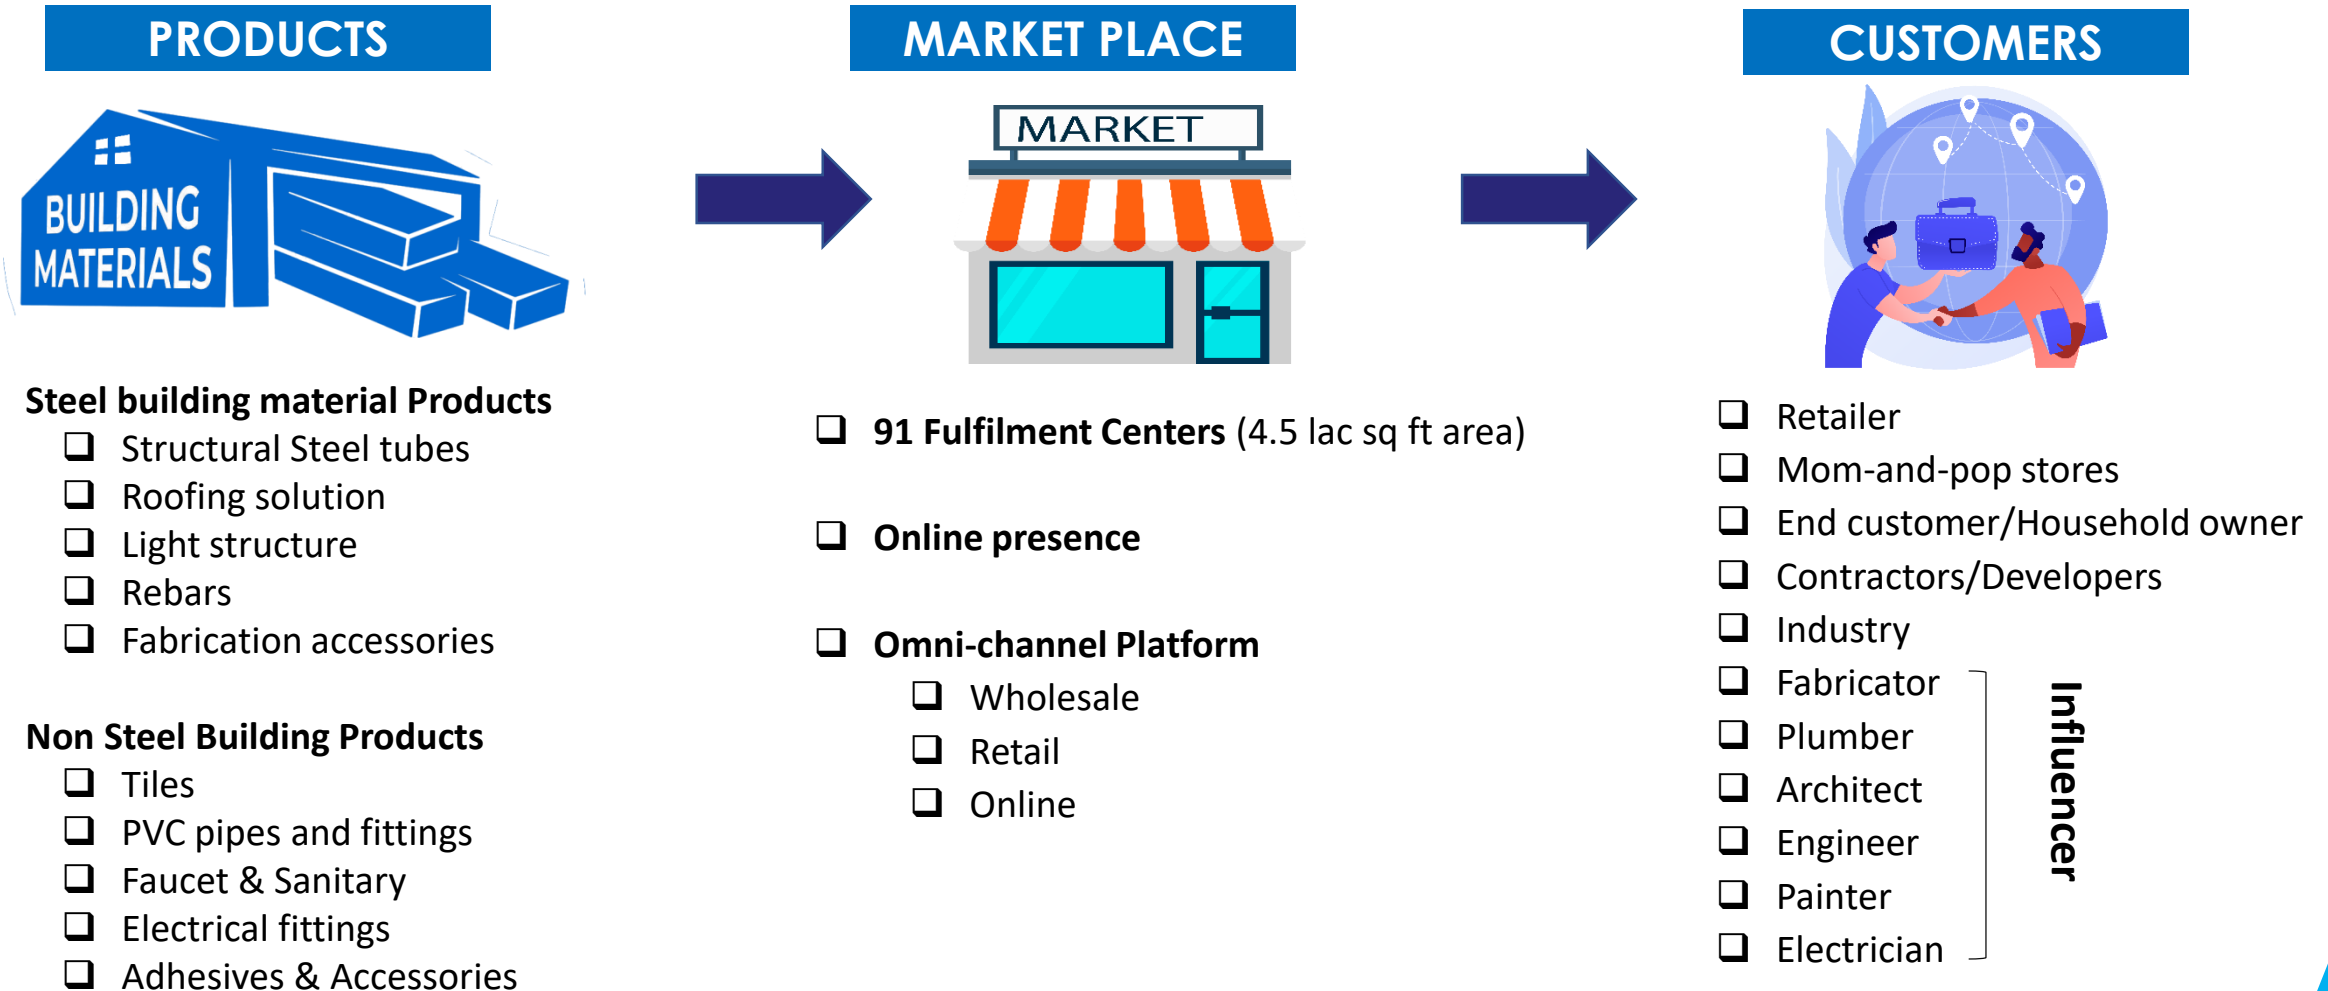 PRODUCTS
BUILDING
MATERIALS
Steel building material Products
Structural Steel tubes
Roofing solution
Light structure
Rebars
Fabrication accessories
Non Steel Building Products
Tiles
PVC pipes and fittings
Faucet & Sanitary
Electrical fittings
Adhesives & Accessories
MARKET PLACE
MARKET
91 Fulfilment Centers (4.5 lac sq ft area)
Online presence
Omni-channel Platform
Wholesale
Retail
Online
CUSTOMERS
Retailer
Mom-and-pop stores
End customer/Household owner
Contractors/Developers
Industry
Fabricator
Plumber
Architect
Engineer
Painter
Electrician
Influencer